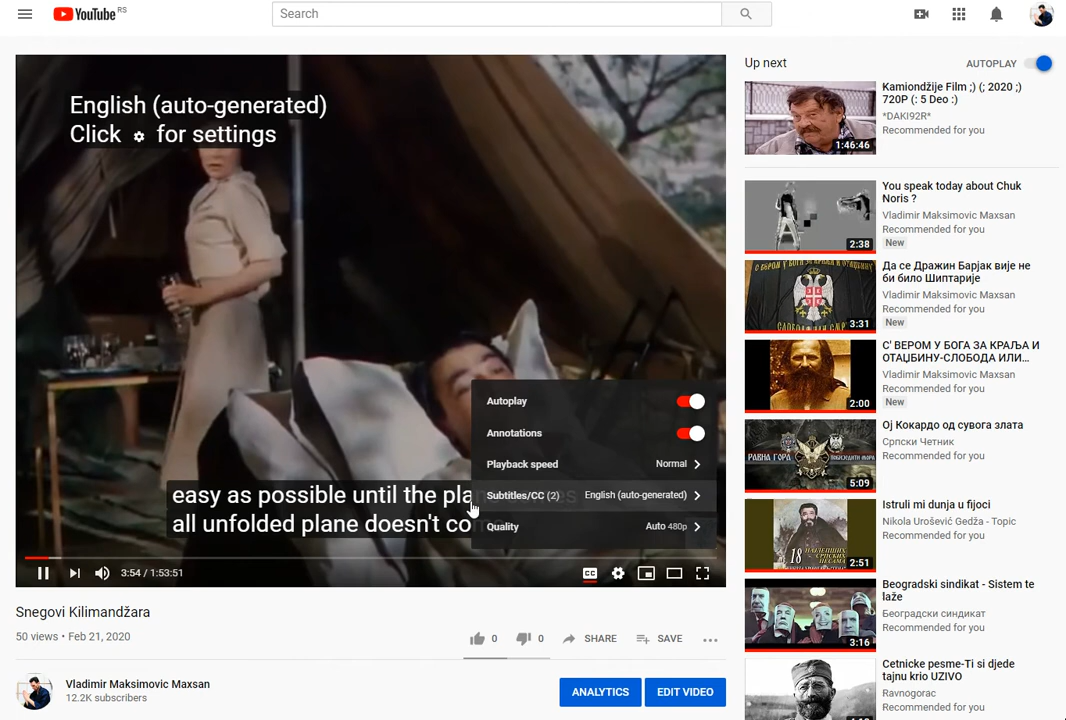 YouTube RS
Search
English (auto-generated)
Click for settings
easy as possible until the pla
all unfolded plane doesn't co
Autoplay
Annotations
Playback speed Normal
Subtitles/CC (2) English (auto-generated)
Quality Auto 480p
CC
3:54 / 1:53:51
Snegovi Kilimandžara
50 views • Feb 21, 2020
0 0 SHARE SAVE
Vladimir Maksimovic Maxsan
12.2K subscribers
ANALYTICS EDIT VIDEO
Up next AUTOPLAY
Kamiondžije Film ;) (; 2020 ;)
720P (: 5 Deo :)
*DAKI92R*
Recommended for you
1:46:46
You speak today about Chuk
Noris ?
Vladimir Maksimovic Maxsan
Recommended for you
New
2:38
Да се Дражин Барјак вије не
би било Шиптарије
Vladimir Maksimovic Maxsan
Recommended for you
New
3:31
С' ВЕРОМ У БОГА ЗА КРАЉА И
ОТАЏБИНУ-СЛОБОДА ИЛИ...
Vladimir Maksimovic Maxsan
Recommended for you
New
2:00
Ој Кокардо од сувога злата
Српски Четник
Recommended for you
РАВНА ГОРА
5:09
Istruli mi dunja u fijoci
Nikola Urošević Gedža - Topic
Recommended for you
18
2:51
Beogradski sindikat - Sistem te
laže
Београдски синдикат
Recommended for you
3:16
Cetnicke pesme-Ti si djede
tajnu krio UZIVO
Ravnogorac
Recommended for you